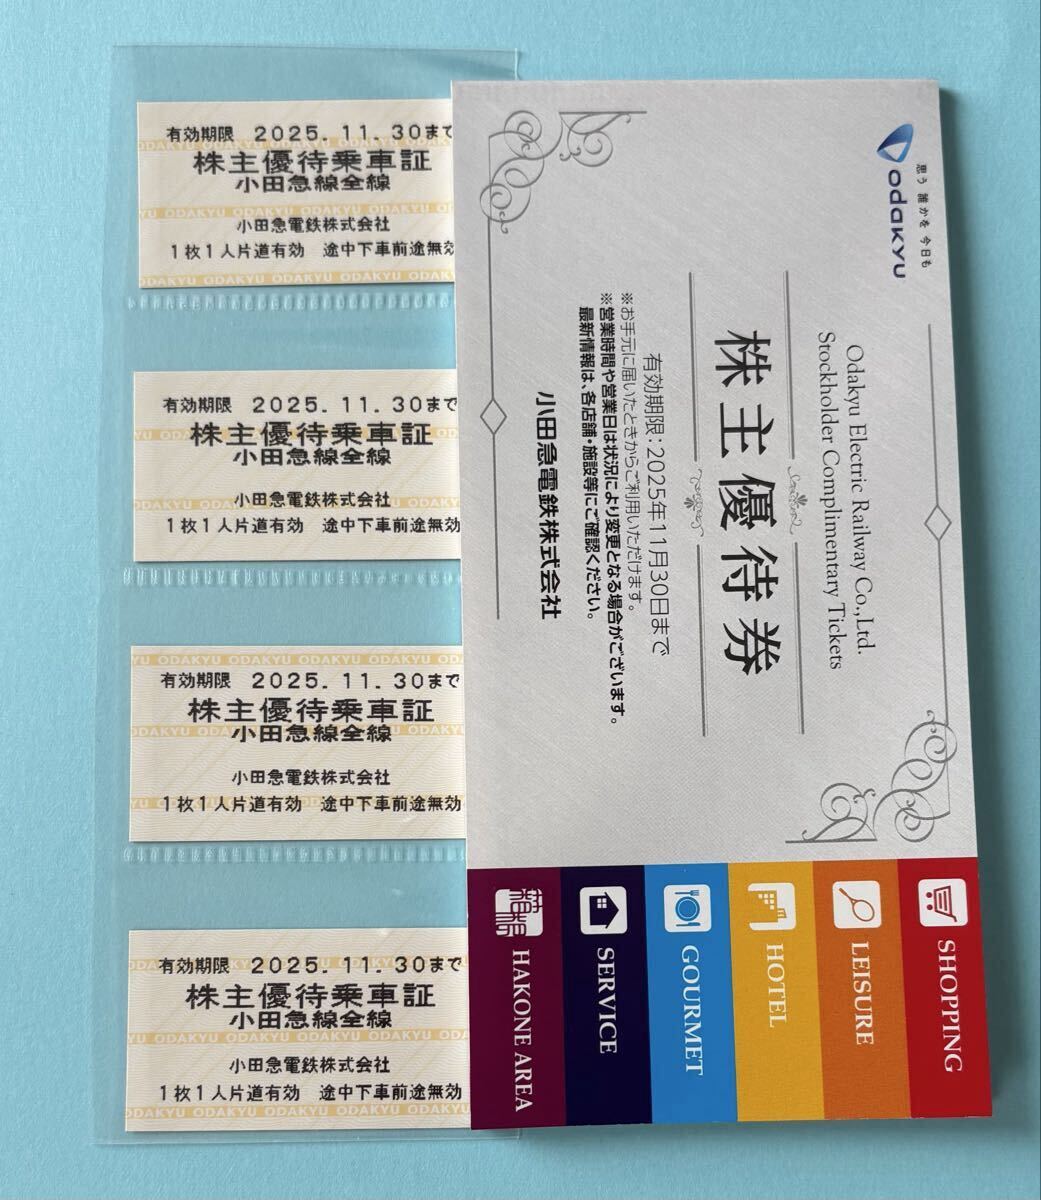 有効期限 2025.11.30まで
株主優待乗車証
小田急線全線
小田急電鉄株式会社
1枚1人片道有効 途中下車前途無効
ODAKYU ODAKYU ODAKYU ODAKYU
有効期限 2025.11.30まで
株主優待乗車証
小田急線全線
小田急電鉄株式会社
1枚1人片道有効 途中下車前途無効
有効期限 2025.11.30まで
株主優待乗車証
小田急線全線
小田急電鉄株式会社
1枚1人片道有効 途中下車前途無効
有効期限 2025.11.30まで
株主優待乗車証
小田急線全線
小田急電鉄株式会社
1枚1人片道有効 途中下車前途無効
ODAKYU ODAKYU ODAKYU ODAKYU
思う 誰かを 今日も
ODAKYU
Odakyu Electric Railway Co.,Ltd.
Stockholder Complimentary Tickets
株主優待券
有効期限：2025年11月30日まで
※お手元に届いたときからご利用いただけます。
※営業時間や営業日は状況により変更となる場合がございます。
最新情報は、各店舗・施設等にご確認ください。
小田急電鉄株式会社
SHOPPING
LEISURE
HOTEL
GOURMET
SERVICE
HAKONE AREA